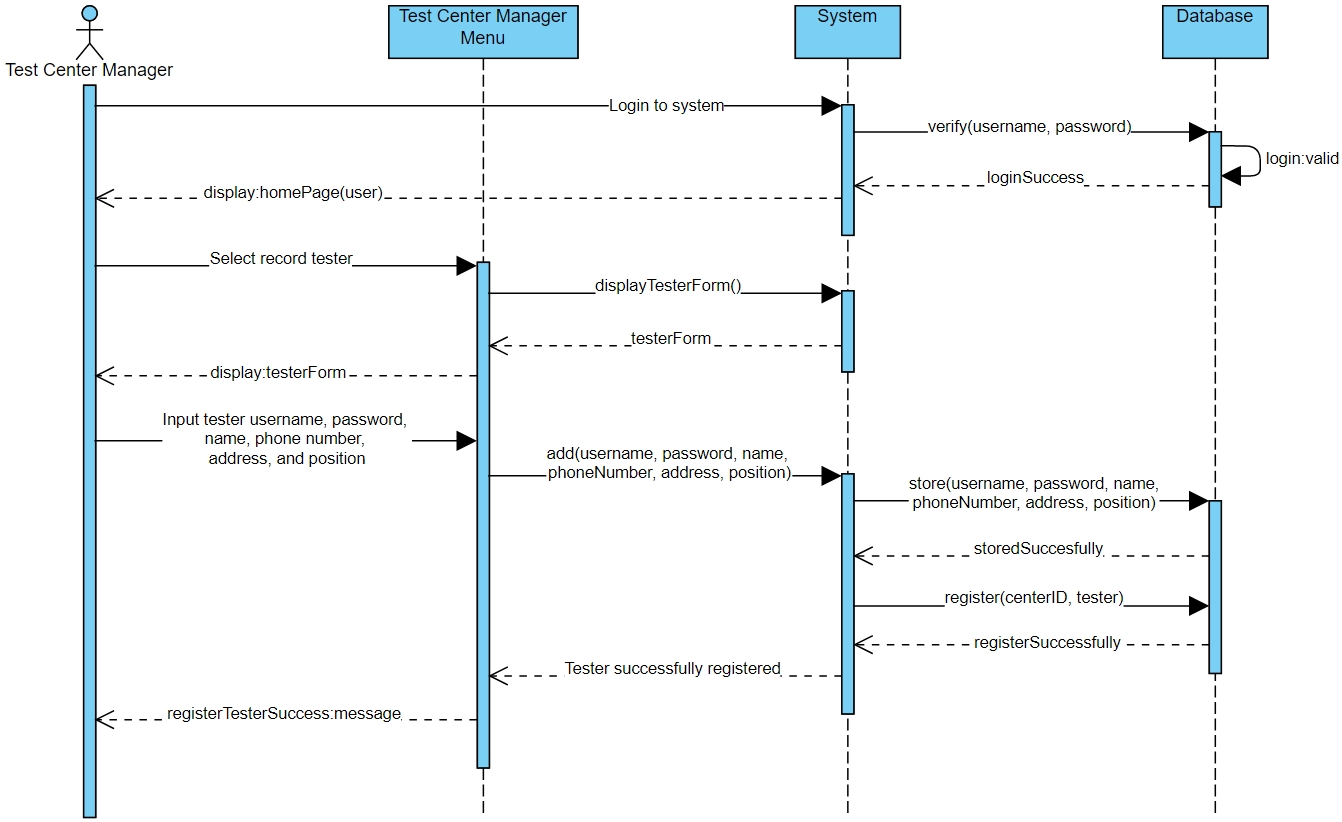 Test Center Manager
Test Center Manager
Menu
System
Database
Login to system
verify(username, password)
login:valid
loginSuccess
display:homePage(user)
Select record tester
displayTesterForm()
testerForm
display:testerForm
Input tester username, password,
name, phone number,
address, and position
add(username, password, name,
phoneNumber, address, position)
store(username, password, name,
phoneNumber, address, position)
storedSuccesfully
register(centerID, tester)
registerSuccessfully
Tester successfully registered
registerTesterSuccess:message